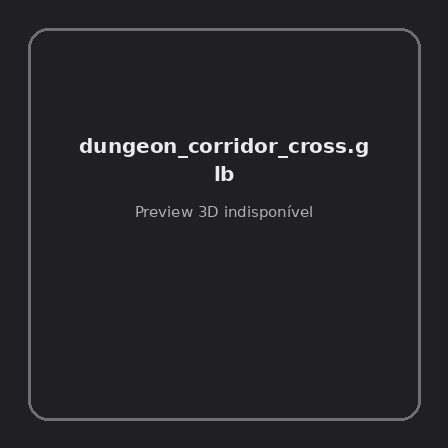 dungeon_corridor_cross.g
lb
Preview 3D indisponível